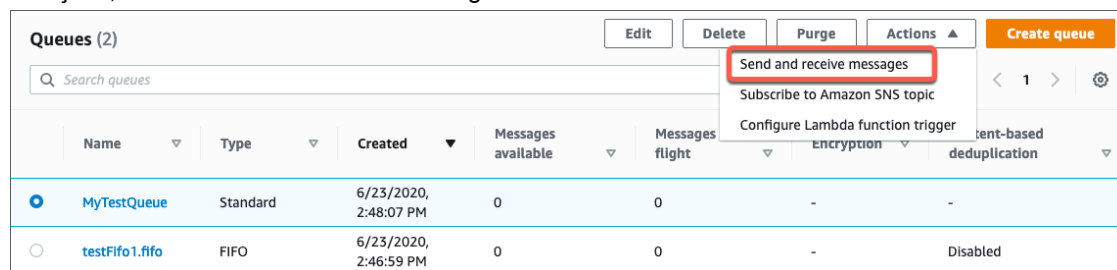 Queues (2)
Edit
Delete
Purge
Actions
Create queue
Search queues
Send and receive messages
Subscribe to Amazon SNS topic
Configure Lambda function trigger
1
Name
Type
Created
Messages
available
Messages
flight
Encryption
tent-based
deduplication
MyTestQueue
Standard
6/23/2020,
2:48:07 PM
0
0
-
-
testFifo1.fifo
FIFO
6/23/2020,
2:46:59 PM
0
0
-
Disabled